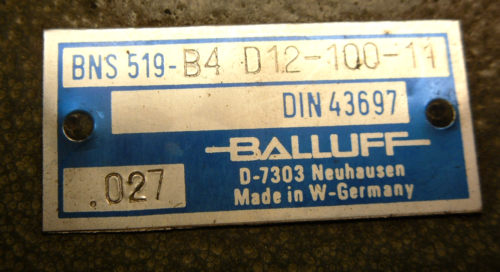 BNS 519-B4 D12-100-11
DIN 43697
BALLUFF
D-7303 Neuhausen
Made in W-Germany
.027